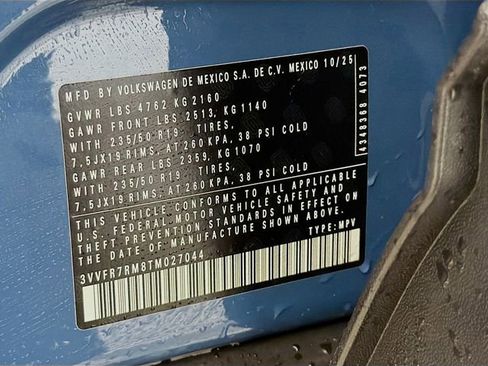 MFD BY VOLKSWAGEN DE MEXICO S.A. DE C.V. MEXICO 10/25
GVWR LBS 4762 KG 2160
GAWR FRONT LBS 2513, KG 1140
WITH 235/50 R19 TIRES,
7,5JX19 RIMS, AT 260 KPA, 38 PSI COLD
GAWR REAR LBS 2359, KG 1070
WITH 235/50 R19 TIRES,
7,5JX19 RIMS, AT 260 KPA, 38 PSI COLD
THIS VEHICLE CONFORMS TO ALL APPLICABLE
U.S. FEDERAL MOTOR VEHICLE SAFETY AND
THEFT PREVENTION STANDARDS IN EFFECT ON
THE DATE OF MANUFACTURE SHOWN ABOVE.
3VVFR7RM8TM027044 TYPE: MPV
4348368 4073